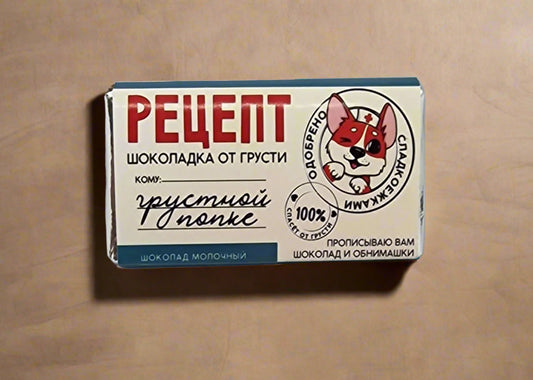 РЕЦЕПТ
ШОКОЛАДКА ОТ ГРУСТИ
КОМУ:
грустной
попке
ШОКОЛАД МОЛОЧНЫЙ
ОДОБРЕНО
СЛАДКОЕЖКАМИ
100%
СПАСЁТ ОТ ГРУСТИ
ПРОПИСЫВАЮ ВАМ
ШОКОЛАД И ОБНИМАШКИ